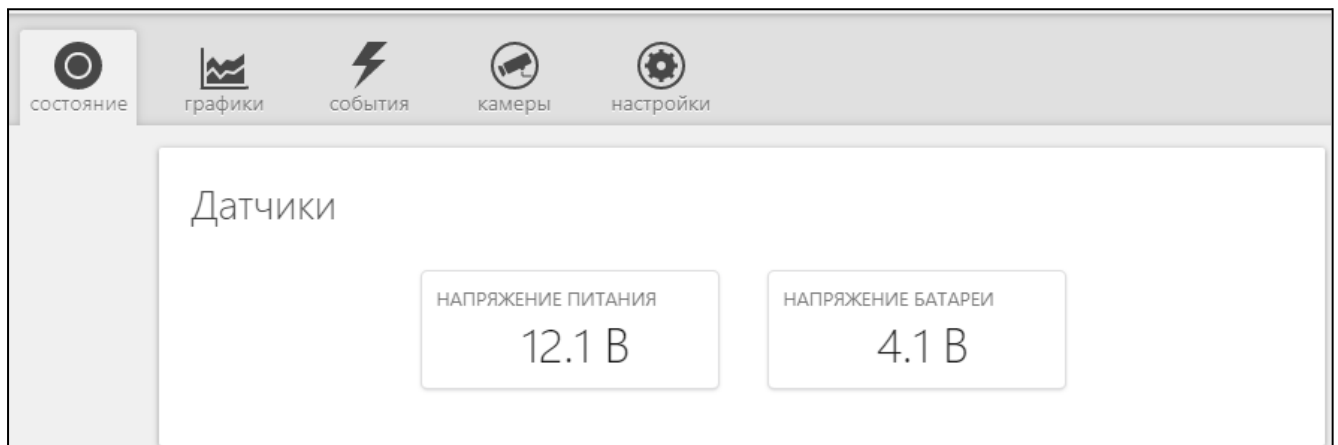 состояние графики события камеры настройки
Датчики
НАПРЯЖЕНИЕ ПИТАНИЯ НАПРЯЖЕНИЕ БАТАРЕИ
12.1 В 4.1 В